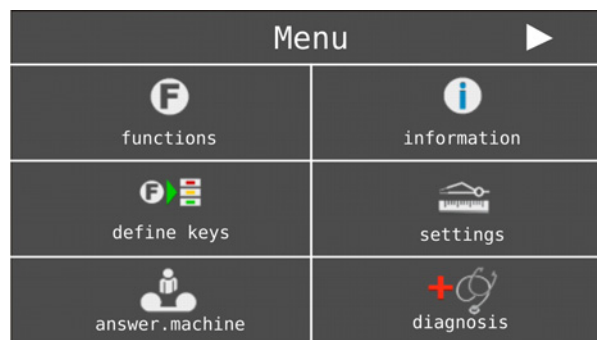 Menu
F
functions
i
information
F
define keys
settings
answer.machine
diagnosis